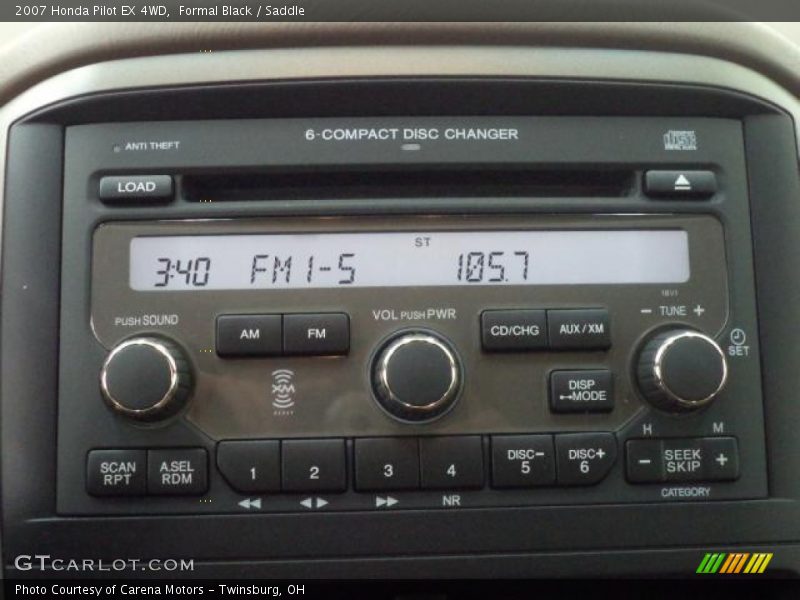 2007 Honda Pilot EX 4WD,  Formal Black / Saddle
6-COMPACT DISC CHANGER
ANTI THEFT
LOAD
ST
3:40 FM1-5 105.7
PUSH SOUND
VOL PUSH PWR
− TUNE +
AM
FM
CD/CHG
AUX/XM
SET
XM
DISP
MODE
SCAN
RPT
A.SEL
RDM
1
2
3
4
DISC−
5
DISC+
6
H
M
−
SEEK
SKIP
+
NR
CATEGORY
GTCARLOT.COM
Photo Courtesy of Carena Motors - Twinsburg, OH